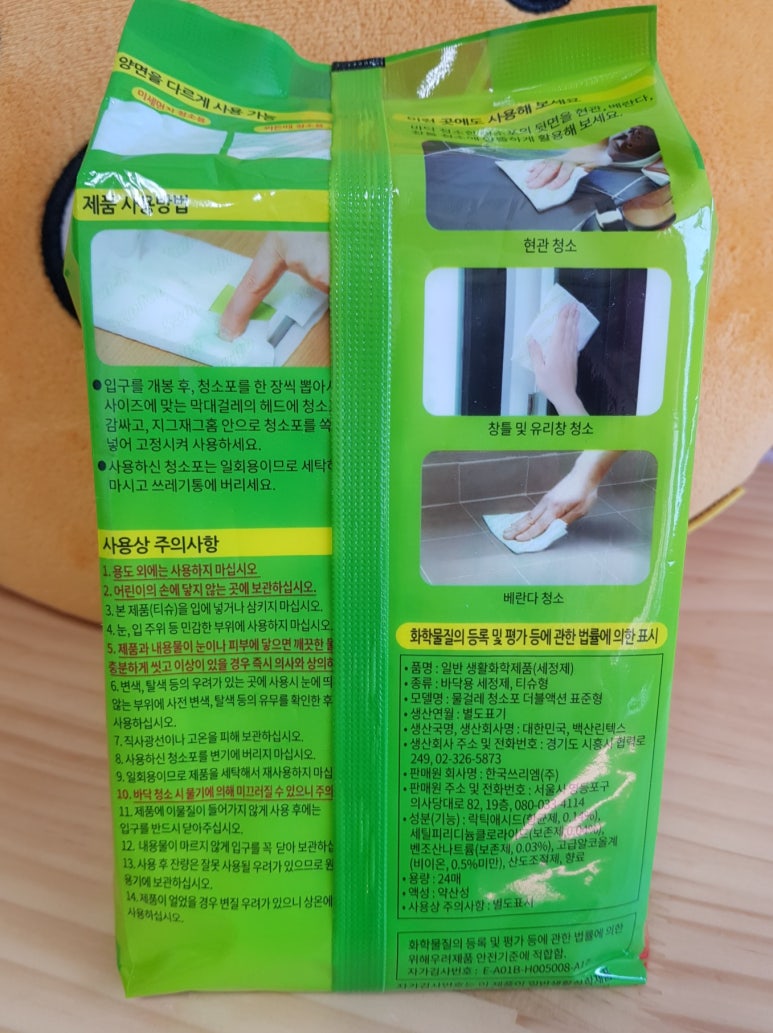 양면을 다르게 사용 가능
제품 사용방법
입구를 개봉 후, 청소포를 한 장씩 뽑아
사이즈에 맞는 막대걸레의 헤드에
감싸고, 지그재그홈 안으로 청소포를 쏙
넣어 고정시켜 사용하세요.
사용하신 청소포는 일회용이므로
마시고 쓰레기통에 버리세요.
사용상 주의사항
1. 용도 외에는 사용하지 마십시오
2. 어린이의 손에 닿지 않는 곳에 보관하십시오.
3. 본 제품(티슈)을 입에 넣거나 삼키지 마십시오.
4. 눈, 입 주위 등 민감한 부위에 사용하지 마십시오.
5. 제품과 내용물이 눈이나 피부에 닿으면 깨끗한
충분하게 씻고 이상이 있을 경우 즉시 의사와
6. 변색, 탈색 등의 우려가 있는 곳에 사용시 눈에
않는 부위에 사전 변색, 탈색 등의 유무를 확인한 후
사용하십시오.
7. 직사광선이나 고온을 피해 보관하십시오.
8. 사용하신 청소포를 변기에 버리지 마십시오.
9. 일회용이므로 제품을 세탁해서 재사용하지
10. 바닥 청소 시 물기에 의해 미끄러질 수 있으니
11. 제품에 이물질이 들어가지 않게 사용 후에는
입구를 반드시 닫아주십시오.
12. 내용물이 마르지 않게 입구를 꼭 닫아
13. 사용 후 잔량은 잘못 사용될 우려가 있으므로
용기에 보관하십시오.
14. 제품이 얼었을 경우 변질 우려가 있으니 상온에
사용하십시오.
곳에도 사용해 보세요
뒷면을 현관, 베란다,
활용해 보세요.
현관 청소
창틀 및 유리창 청소
베란다 청소
화학물질의 등록 및 평가 등에 관한 법률에 의한 표시
• 품명 : 일반 생활화학제품(세정제)
• 종류 : 바닥용 세정제, 티슈형
• 모델명 : 물걸레 청소포 더블액션 표준형
• 생산연월 : 별도표기
• 생산국명, 생산회사명 : 대한민국, 백산린텍스
• 생산회사 주소 및 전화번호 : 경기도 시흥시 협력로
249, 02-326-5873
• 판매원 회사명 : 한국쓰리엠(주)
• 판매원 주소 및 전화번호 : 서울시 영등포구
의사당대로 82, 19층, 080-033-4114
• 성분(기능) : 락틱애시드
세틸피리디늄클로라이드(보존제,
벤조산나트륨(보존제, 0.03%), 고급알코올계
(비이온, 0.5%미만), 산도조절제, 향료
• 용량 : 24매
• 액성 : 약산성
• 사용상 주의사항 : 별도표시
화학물질의 등록 및 평가 등에 관한 법률에 의한
위해우려제품 안전기준에 적합함.
자가검사번호 : E-A01B-H005008-